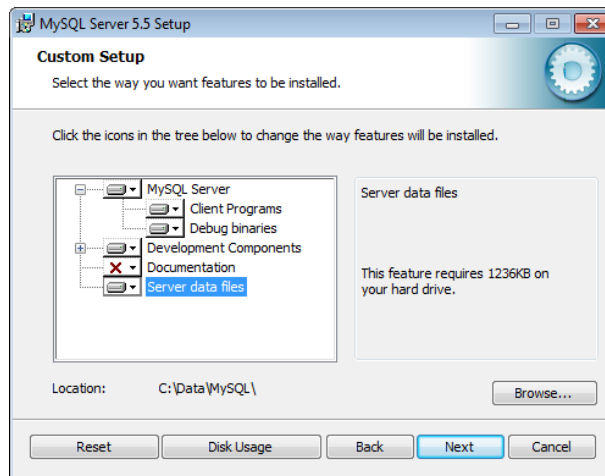 MySQL Server 5.5 Setup
Custom Setup
Select the way you want features to be installed.
Click the icons in the tree below to change the way features will be installed.
MySQL Server
Client Programs
Debug binaries
Development Components
Documentation
Server data files
Server data files
This feature requires 1236KB on
your hard drive.
Location: C:\Data\MySQL\
Browse...
Reset Disk Usage Back Next Cancel